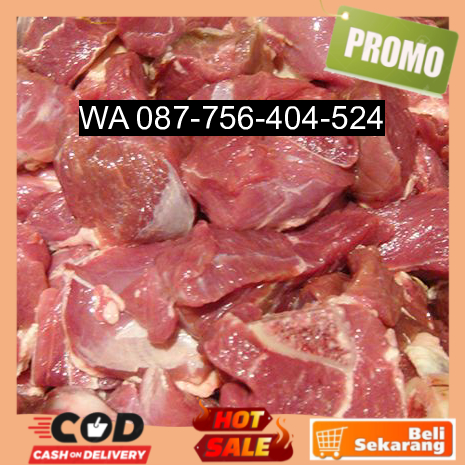 PROMO
WA 087-756-404-524
COD
CASH ON DELIVERY
HOT
SALE
Beli
Sekarang